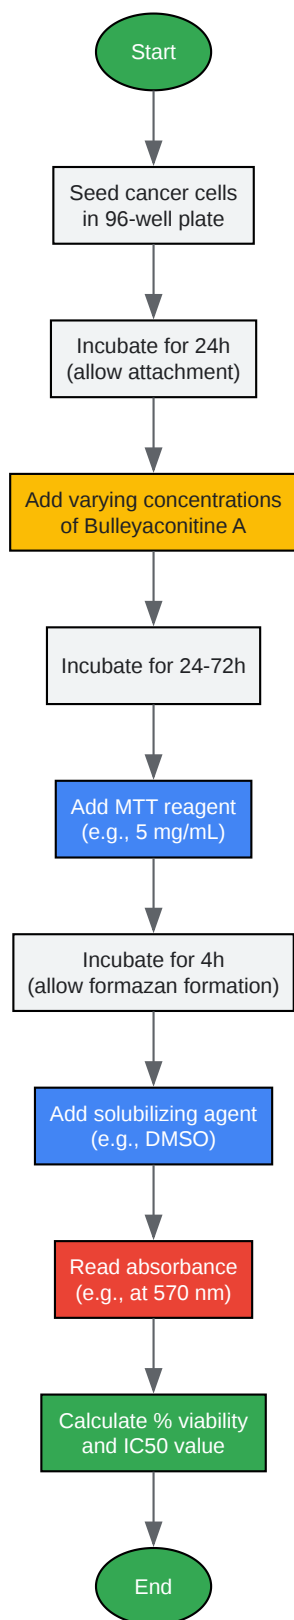 Start
Seed cancer cells
in 96-well plate
Incubate for 24h
(allow attachment)
Add varying concentrations
of Bulleyaconitine A
Incubate for 24-72h
Add MTT reagent
(e.g., 5 mg/mL)
Incubate for 4h
(allow formazan formation)
Add solubilizing agent
(e.g., DMSO)
Read absorbance
(e.g., at 570 nm)
Calculate % viability
and IC50 value
End